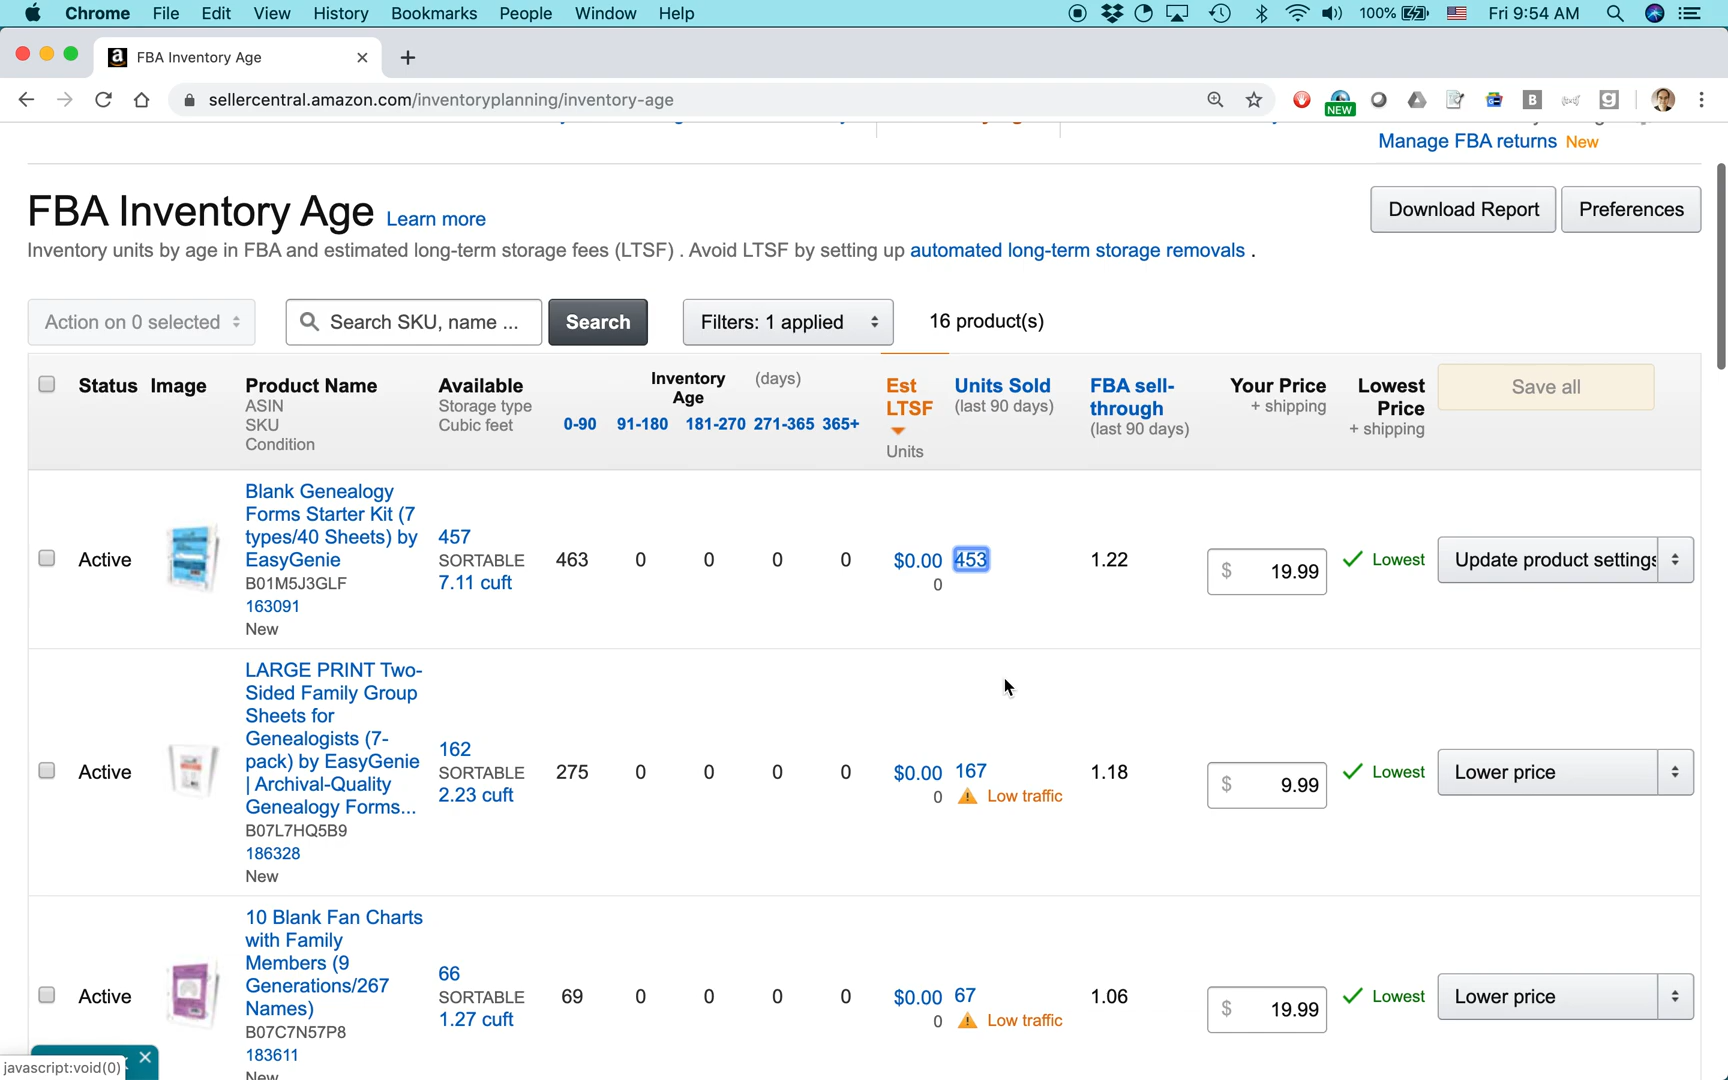 Chrome File Edit View History Bookmarks People Window Help 100% Fri 9:54 AM
FBA Inventory Age
sellercentral.amazon.com/inventoryplanning/inventory-age NEW B g
Manage FBA returns New
FBA Inventory Age Learn more Download Report Preferences
Inventory units by age in FBA and estimated long-term storage fees (LTSF) . Avoid LTSF by setting up automated long-term storage removals .
Action on 0 selected Search SKU, name ... Search Filters: 1 applied 16 product(s)
Status Image Product Name Available Inventory Age (days) Est LTSF Units Sold FBA sell-through Your Price Lowest Price Save all
ASIN Storage type (last 90 days) + shipping
SKU Cubic feet 0-90 91-180 181-270 271-365 365+ (last 90 days) + shipping
Condition Units
Blank Genealogy
Forms Starter Kit (7
types/40 Sheets) by 457
EasyGenie
Active SORTABLE 463 0 0 0 0 $0.00 453 1.22 $ 19.99 Lowest Update product settings
B01M5J3GLF 7.11 cuft 0
163091
New
LARGE PRINT Two-
Sided Family Group
Sheets for
Genealogists (7-
pack) by EasyGenie 162
Active SORTABLE 275 0 0 0 0 $0.00 167 1.18 $ 9.99 Lowest Lower price
| Archival-Quality 2.23 cuft 0 Low traffic
Genealogy Forms...
B07L7HQ5B9
186328
New
10 Blank Fan Charts
with Family
Members (9 66
Generations/267
Active SORTABLE 69 0 0 0 0 $0.00 67 1.06 $ 19.99 Lowest Lower price
Names) 1.27 cuft 0 Low traffic
B07C7N57P8
183611
New
javascript:void(0)